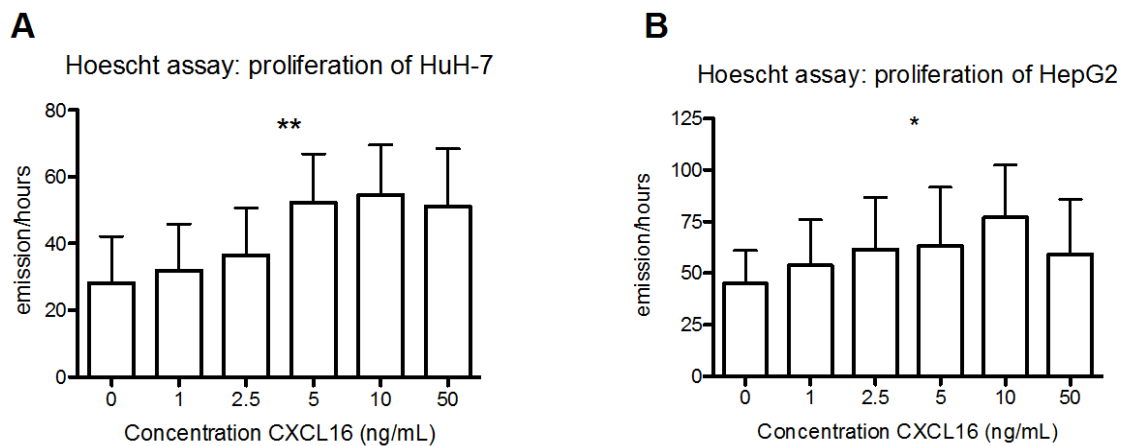 A
Hoescht assay: proliferation of HuH-7
**
80
60
40
20
0
emission/hours
0 1 2.5 5 10 50
Concentration CXCL16 (ng/mL)
B
Hoescht assay: proliferation of HepG2
*
125
100
75
50
25
0
emission/hours
0 1 2.5 5 10 50
Concentration CXCL16 (ng/mL)